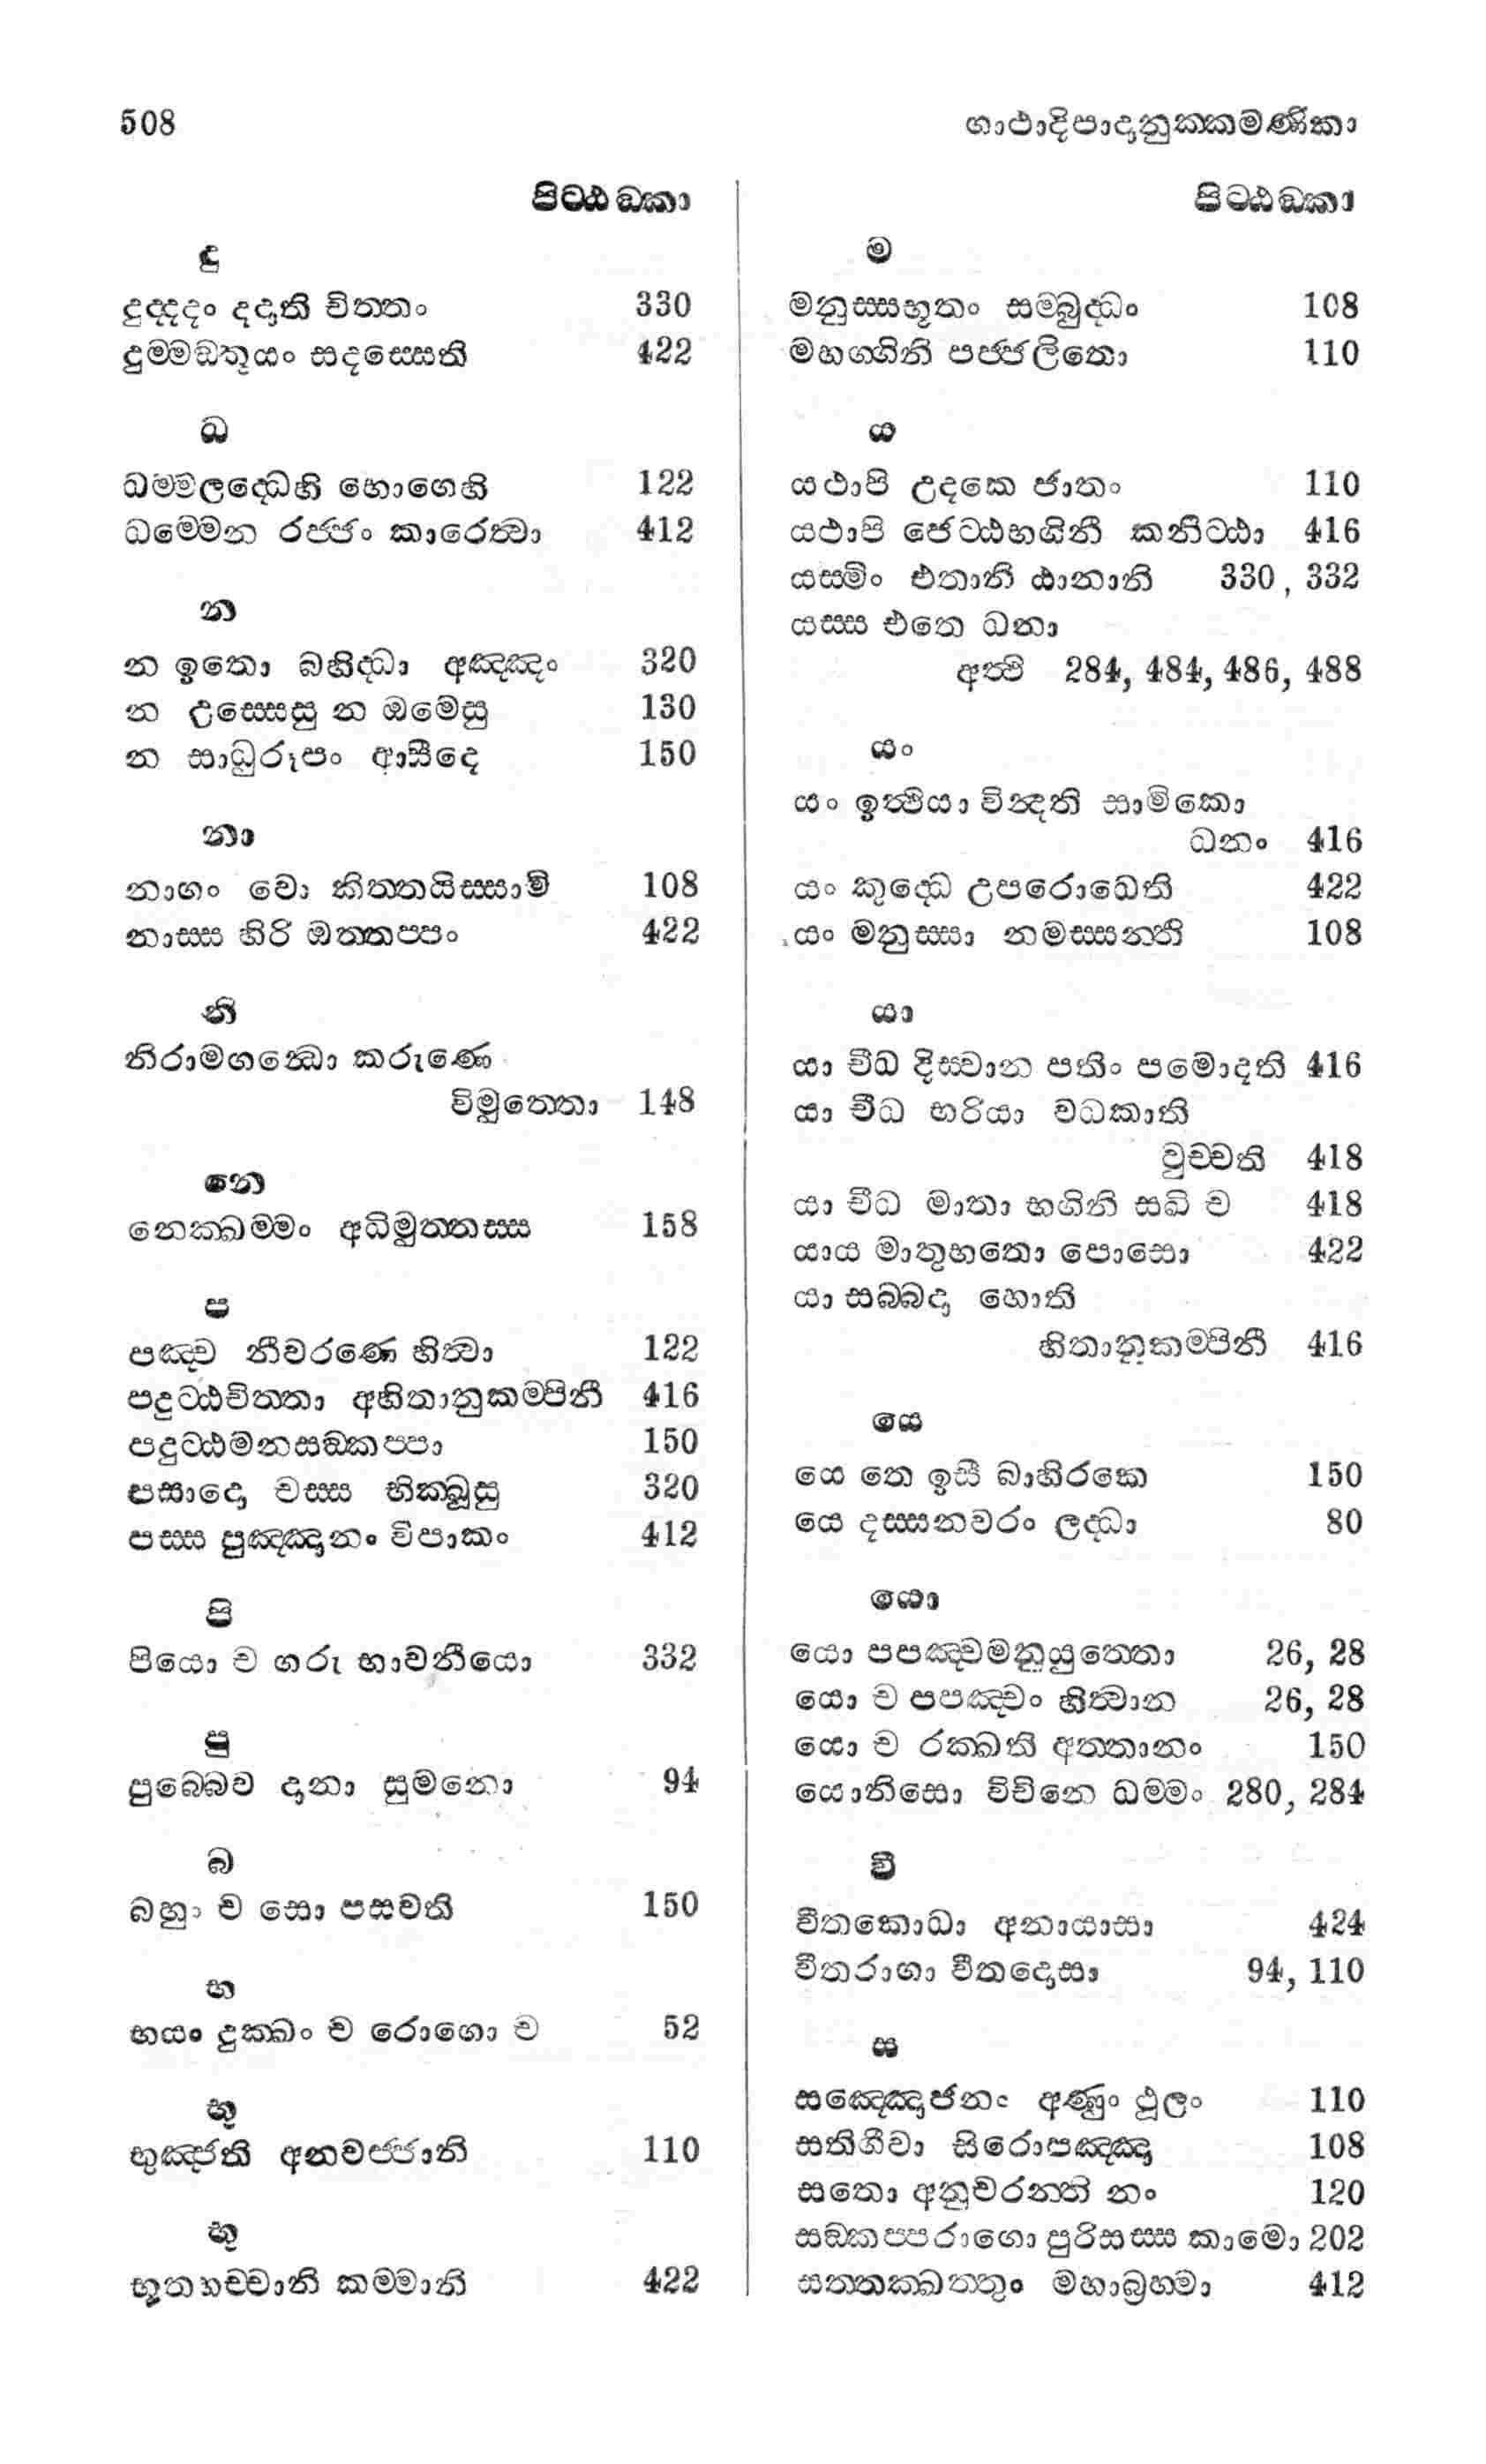 508
ගාථාදිපාදානුක්කමණිකා
පිට්ඨඞ්කා
දු
දුද්දදං දදාති චිත්තං 330
දුම්මඞ්කුයං සදස්සෙති 422
ධ
ධම්මලද්ධෙහි භොගෙහි 122
ධම්මෙන රජ්ජං කාරෙත්වා 412
න
න ඉතො බහිද්ධා අඤ්ඤං 320
න උස්සෙසු න ඔමෙසු 130
න සාධුරූපං ආසීදෙ 150
නා
නාගං වො කිත්තයිස්සාමි 108
නාස්ස හිරි ඔත්තප්පං 422
නි
නිරාමගන්ධො කරුණෙ
විමුත්තො 148
නෙ
නෙක්ඛම්මං අධිමුත්තස්ස 158
ප
පඤ්ච නීවරණෙ හිත්වා 122
පදුට්ඨචිත්තා අහිතානුකම්පිනී 416
පදුට්ඨමනසඞ්කප්පා 150
පසාදො චස්ස භික්ඛූසු 320
පස්ස පුඤ්ඤානං විපාකං 412
පි
පියො ච ගරු භාවනීයො 332
පු
පුබ්බෙව දානා සුමනො 94
බ
බහුං ච සො පසවති 150
භ
භයං දුක්ඛං ච රොගො ච 52
භු
භුඤ්ජති අනවජ්ජානි 110
භූ
භූනහච්චානි කම්මානි 422
පිට්ඨඞ්කා
ම
මනුස්සභූතං සම්බුද්ධං 108
මහග්ගිනි පජ්ජලිතො 110
ය
යථාපි උදකෙ ජාතං 110
යථාපි ජෙට්ඨභගිනී කනිට්ඨා 416
යස්මිං එතානි ඨානානි 330, 332
යස්ස එතෙ ධනා
අත්ථි 284, 484, 486, 488
යං
යං ඉත්ථියා වින්දති සාමිකො
ධනං 416
යං කුද්ධො උපරොධෙති 422
යං මනුස්සා නමස්සන්ති 108
යා
යා චීධ දිස්වාන පතිං පමොදති 416
යා චීධ භරියා වධකාති
වුච්චති 418
යා චීධ මාතා භගිනි සඛි ච 418
යාය මාතුභතො පොසො 422
යා සබ්බදා හොති
හිතානුකම්පිනී 416
යෙ
යෙ තෙ ඉසී බාහිරකෙ 150
යෙ දස්සනවරං ලද්ධා 80
යො
යො පපඤ්චමනුයුත්තො 26, 28
යො ච පපඤ්චං හිත්වාන 26, 28
යො ච රක්ඛති අත්තානං 150
යොනිසො විචිනෙ ධම්මං 280, 284
වී
වීතකොධා අනායාසා 424
වීතරාගා වීතදොසා 94, 110
ස
සඤ්ඤොජනං අණුං ථූලං 110
සතිගීවා සිරොපඤ්ඤා 108
සතො අනුචරන්ති නං 120
සඞ්කප්පරාගො පුරිසස්ස කාමො 202
සත්තක්ඛත්තුං මහාබ්‍රහ්මා 412